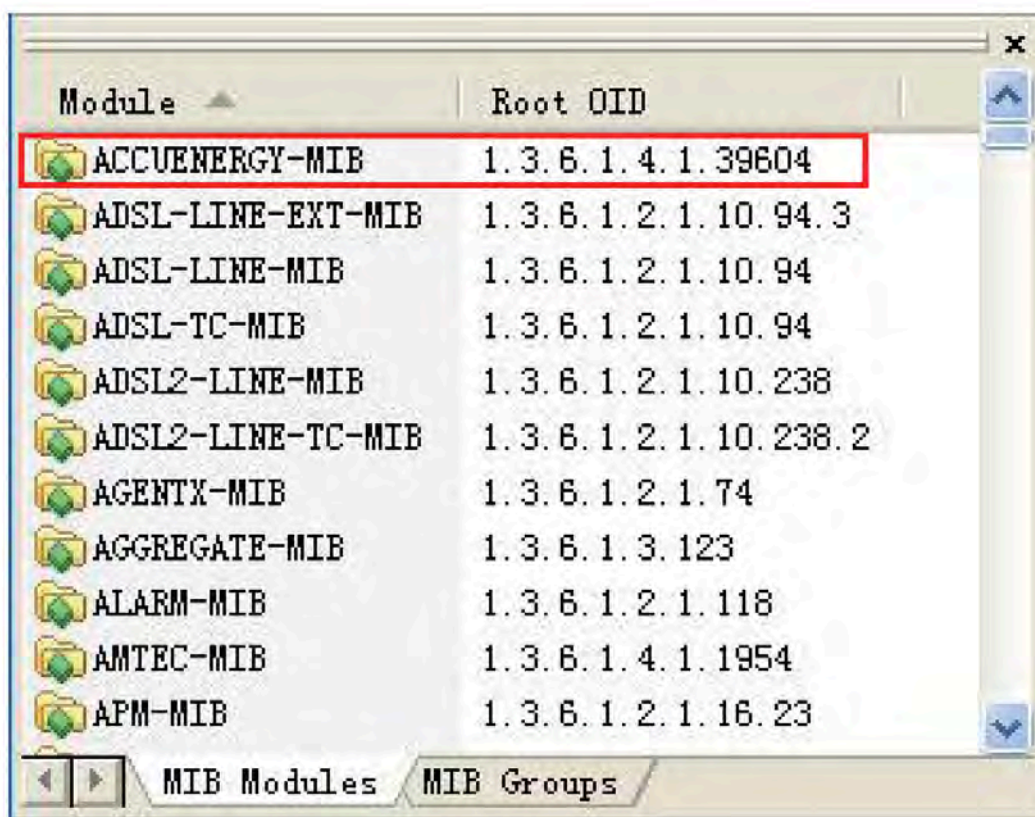 Module Root OID
ACCUENERGY-MIB 1.3.6.1.4.1.39604
ADSL-LINE-EXT-MIB 1.3.6.1.2.1.10.94.3
ADSL-LINE-MIB 1.3.6.1.2.1.10.94
ADSL-TC-MIB 1.3.6.1.2.1.10.94
ADSL2-LINE-MIB 1.3.6.1.2.1.10.238
ADSL2-LINE-TC-MIB 1.3.6.1.2.1.10.238.2
AGENTX-MIB 1.3.6.1.2.1.74
AGGREGATE-MIB 1.3.6.1.3.123
ALARM-MIB 1.3.6.1.2.1.118
AMTEC-MIB 1.3.6.1.4.1.1954
APM-MIB 1.3.6.1.2.1.16.23
MIB Modules MIB Groups